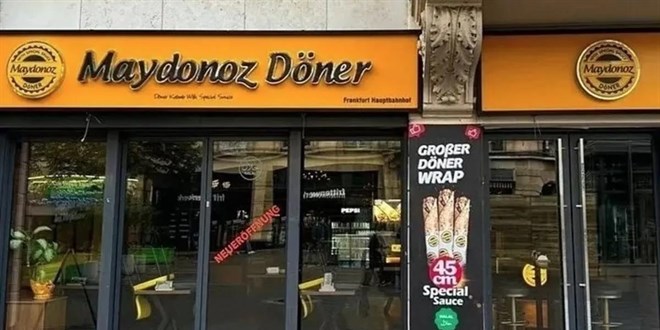 Maydonoz
DÖNER
Maydonoz Döner
Döner Kebab With Special Sauce
Frankfurt Hauptbahnhof
Maydonoz
DÖNER
GROẞER
DÖNER
WRAP
45
cm
Special
Sauce
HELAL
NEUERÖFFNUNG
PEPSI